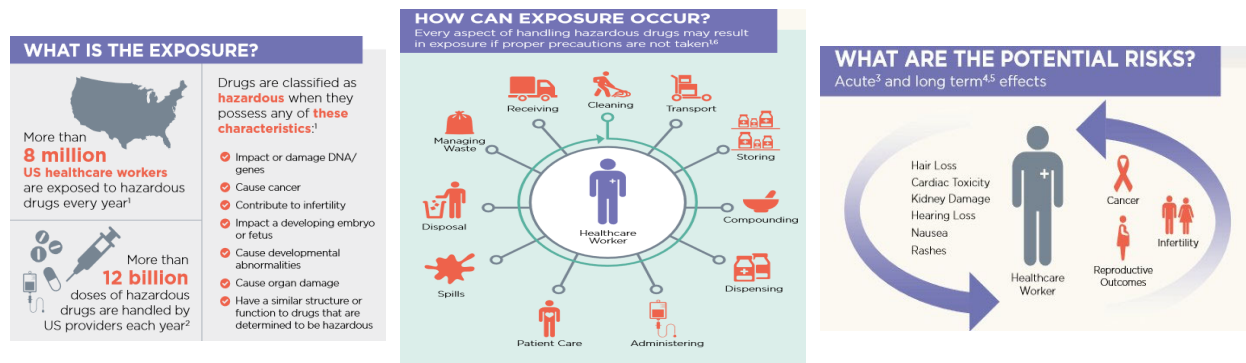 WHAT IS THE EXPOSURE?
More than
8 million
US healthcare workers
are exposed to hazardous
drugs every year1
More than
12 billion
doses of hazardous
drugs are handled by
US providers each year2
Drugs are classified as
hazardous when they
possess any of these
characteristics:1
Impact or damage DNA/
genes
Cause cancer
Contribute to infertility
Impact a developing embryo
or fetus
Cause developmental
abnormalities
Cause organ damage
Have a similar structure or
function to drugs that are
determined to be hazardous
HOW CAN EXPOSURE OCCUR?
Every aspect of handling hazardous drugs may result
in exposure if proper precautions are not taken1,6
Receiving
Cleaning
Transport
Managing
Waste
Storing
Disposal
Compounding
Healthcare
Worker
Spills
Dispensing
Patient Care
Administering
WHAT ARE THE POTENTIAL RISKS?
Acute3 and long term4,5 effects
Hair Loss
Cardiac Toxicity
Kidney Damage
Hearing Loss
Nausea
Rashes
Healthcare
Worker
Cancer
Infertility
Reproductive
Outcomes